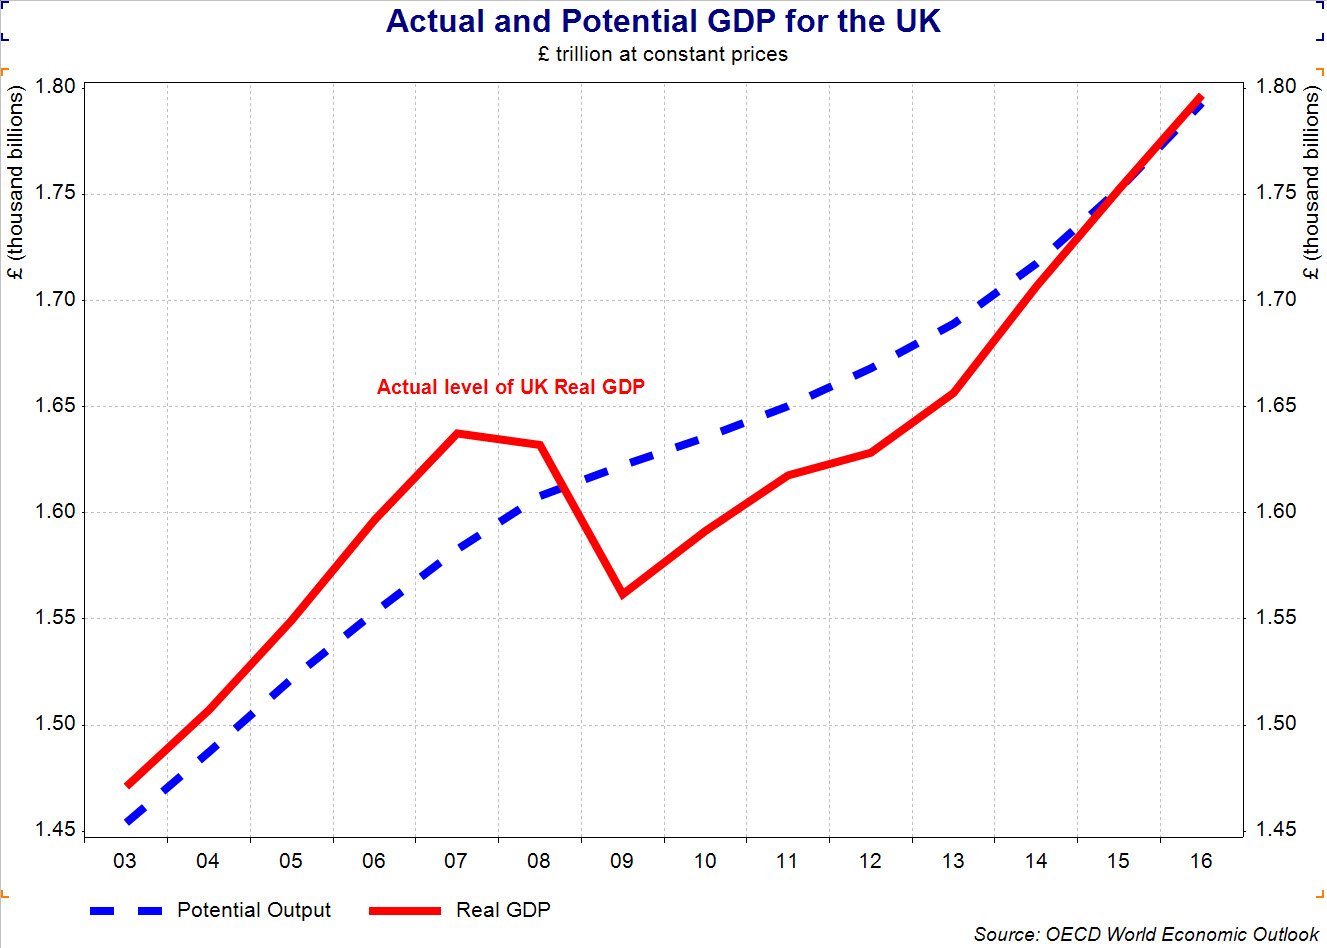 Actual and Potential GDP for the UK
£ trillion at constant prices
£ (thousand billions)
1.80
1.75
1.70
1.65
1.60
1.55
1.50
1.45
Actual level of UK Real GDP
1.80
1.75
1.70
1.65
1.60
1.55
1.50
1.45
£ (thousand billions)
03 04 05 06 07 08 09 10 11 12 13 14 15 16
Potential Output Real GDP
Source: OECD World Economic Outlook